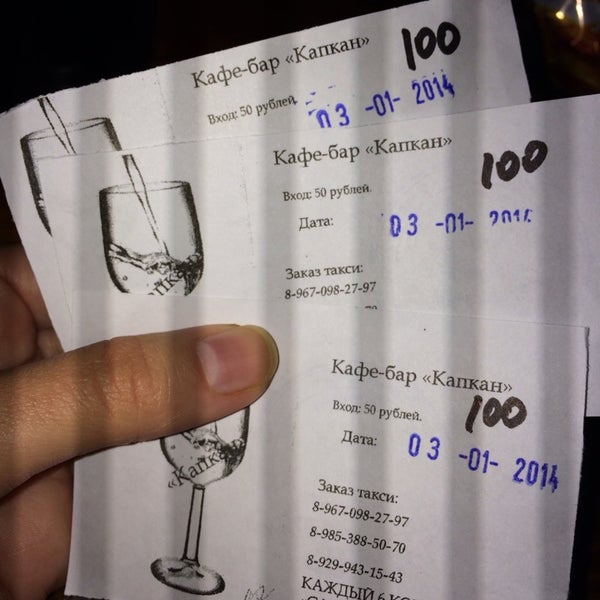 Кафе-бар «Капкан»
100
Вход: 50 рублей.
03 -01- 2014
Кафе-бар «Капкан»
100
Вход: 50 рублей.
Дата: 03 -01- 2014
Заказ такси:
8-967-098-27-97
Кафе-бар «Капкан»
100
Вход: 50 рублей.
Дата: 03 -01- 2014
«Капка
Заказ такси:
8-967-098-27-97
8-985-388-50-70
8-929-943-15-43
КАЖДЫЙ 6